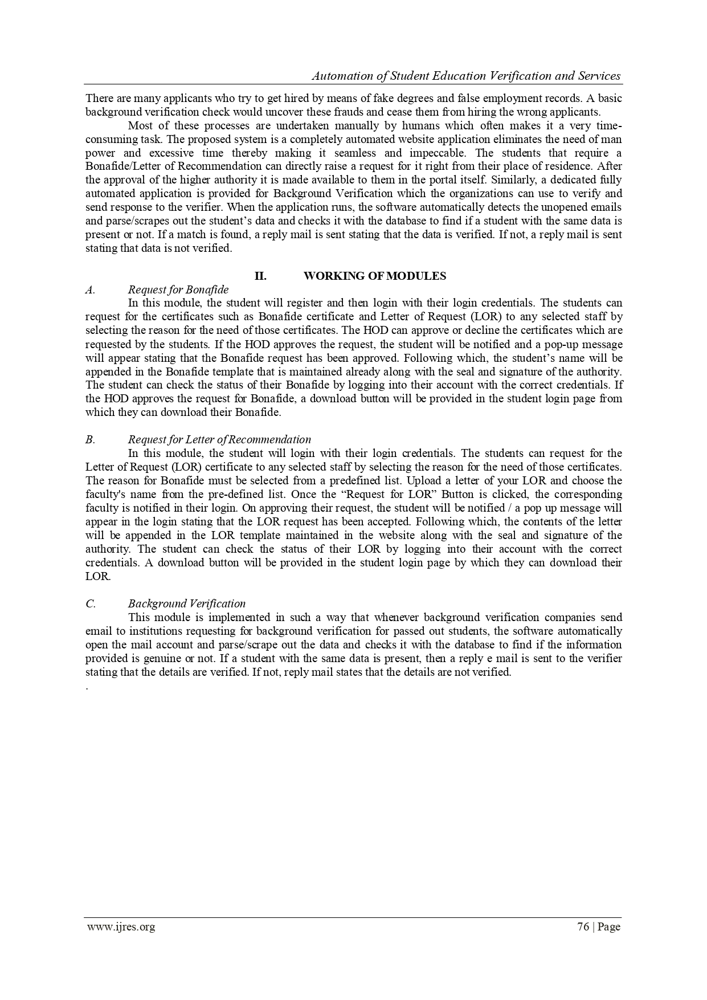 Automation of Student Education Verification and Services
There are many applicants who try to get hired by means of fake degrees and false employment records. A basic
background verification check would uncover these frauds and cease them from hiring the wrong applicants.
Most of these processes are undertaken manually by humans which often makes it a very time-
consuming task. The proposed system is a completely automated website application eliminates the need of man
power and excessive time thereby making it seamless and impeccable. The students that require a
Bonafide/Letter of Recommendation can directly raise a request for it right from their place of residence. After
the approval of the higher authority it is made available to them in the portal itself. Similarly, a dedicated fully
automated application is provided for Background Verification which the organizations can use to verify and
send response to the verifier. When the application runs, the software automatically detects the unopened emails
and parse/scrapes out the student’s data and checks it with the database to find if a student with the same data is
present or not. If a match is found, a reply mail is sent stating that the data is verified. If not, a reply mail is sent
stating that data is not verified.
II. WORKING OF MODULES
A. Request for Bonafide
In this module, the student will register and then login with their login credentials. The students can
request for the certificates such as Bonafide certificate and Letter of Request (LOR) to any selected staff by
selecting the reason for the need of those certificates. The HOD can approve or decline the certificates which are
requested by the students. If the HOD approves the request, the student will be notified and a pop-up message
will appear stating that the Bonafide request has been approved. Following which, the student’s name will be
appended in the Bonafide template that is maintained already along with the seal and signature of the authority.
The student can check the status of their Bonafide by logging into their account with the correct credentials. If
the HOD approves the request for Bonafide, a download button will be provided in the student login page from
which they can download their Bonafide.
B. Request for Letter of Recommendation
In this module, the student will login with their login credentials. The students can request for the
Letter of Request (LOR) certificate to any selected staff by selecting the reason for the need of those certificates.
The reason for Bonafide must be selected from a predefined list. Upload a letter of your LOR and choose the
faculty's name from the pre-defined list. Once the “Request for LOR” Button is clicked, the corresponding
faculty is notified in their login. On approving their request, the student will be notified / a pop up message will
appear in the login stating that the LOR request has been accepted. Following which, the contents of the letter
will be appended in the LOR template maintained in the website along with the seal and signature of the
authority. The student can check the status of their LOR by logging into their account with the correct
credentials. A download button will be provided in the student login page by which they can download their
LOR.
C. Background Verification
This module is implemented in such a way that whenever background verification companies send
email to institutions requesting for background verification for passed out students, the software automatically
open the mail account and parse/scrape out the data and checks it with the database to find if the information
provided is genuine or not. If a student with the same data is present, then a reply e mail is sent to the verifier
stating that the details are verified. If not, reply mail states that the details are not verified.
.
www.ijres.org 76 | Page